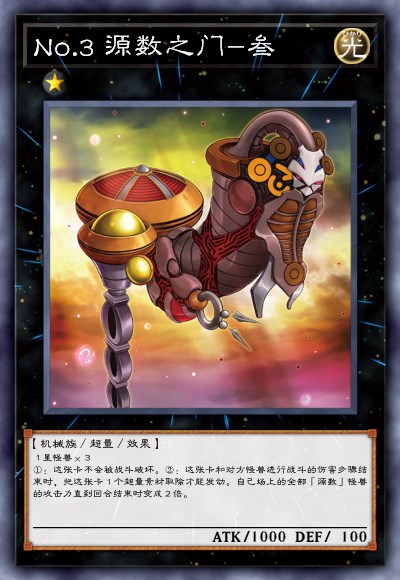 No.3 源数之门-叁
ひかり
光
【机械族/超量/效果】
1星怪兽×3
①：这张卡不会被战斗破坏。②：这张卡和对方怪兽进行战斗的伤害步骤结
束时，把这张卡1个超量素材取除才能发动。自己场上的全部「源数」怪兽
的攻击力直到回合结束时变成2倍。
ATK/1000 DEF/ 100